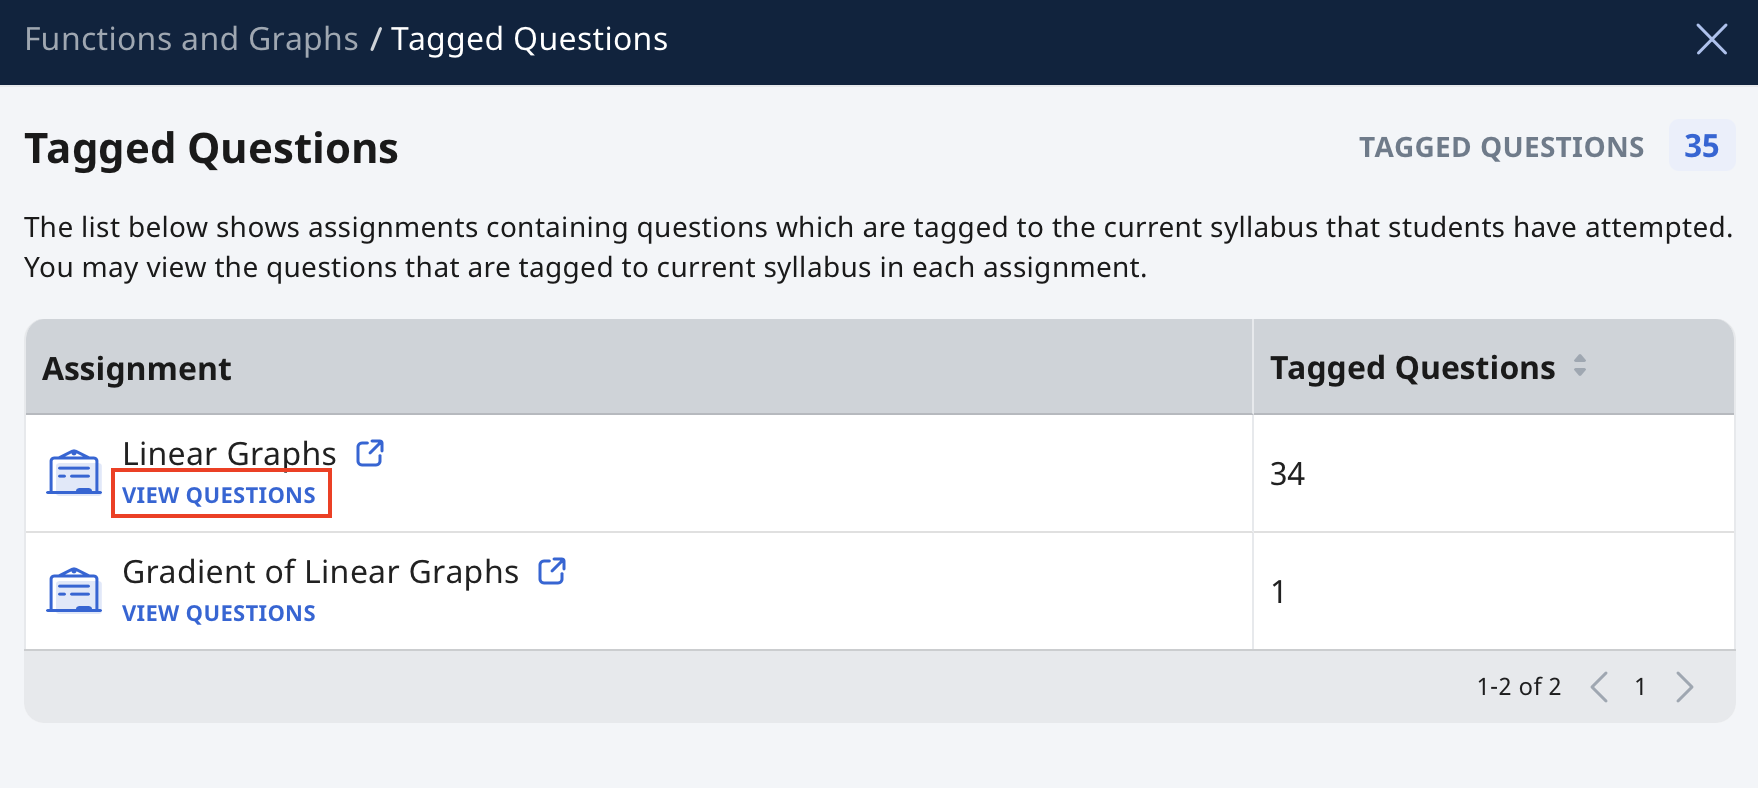 Functions and Graphs / Tagged Questions
Tagged Questions
TAGGED QUESTIONS 35
The list below shows assignments containing questions which are tagged to the current syllabus that students have attempted.
You may view the questions that are tagged to current syllabus in each assignment.
Assignment
Tagged Questions
Linear Graphs
VIEW QUESTIONS
34
Gradient of Linear Graphs
VIEW QUESTIONS
1
1-2 of 2
1